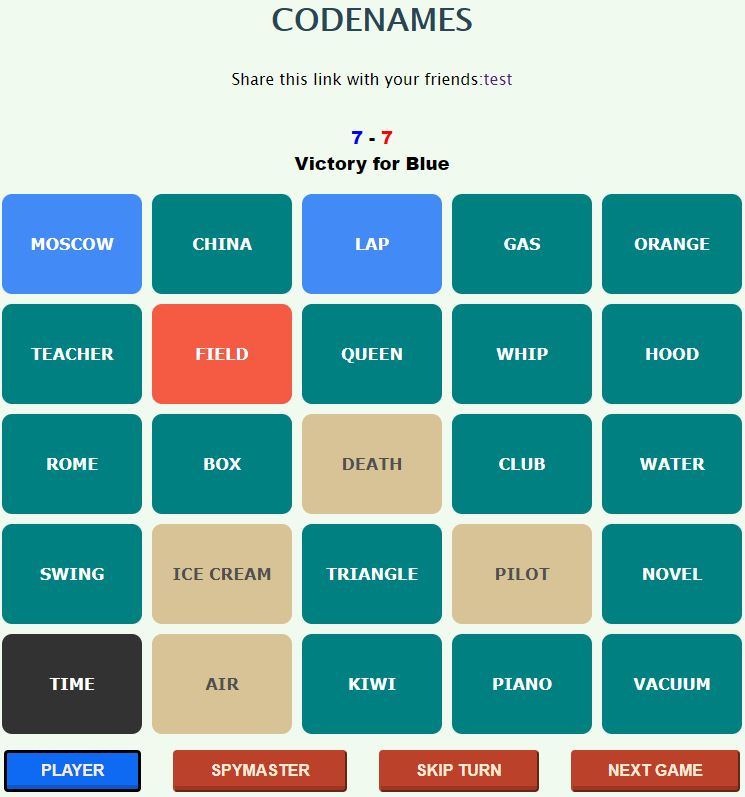 CODENAMES
Share this link with your friends:test
7 - 7
Victory for Blue
MOSCOW CHINA LAP GAS ORANGE
TEACHER FIELD QUEEN WHIP HOOD
ROME BOX DEATH CLUB WATER
SWING ICE CREAM TRIANGLE PILOT NOVEL
TIME AIR KIWI PIANO VACUUM
PLAYER SPYMASTER SKIP TURN NEXT GAME